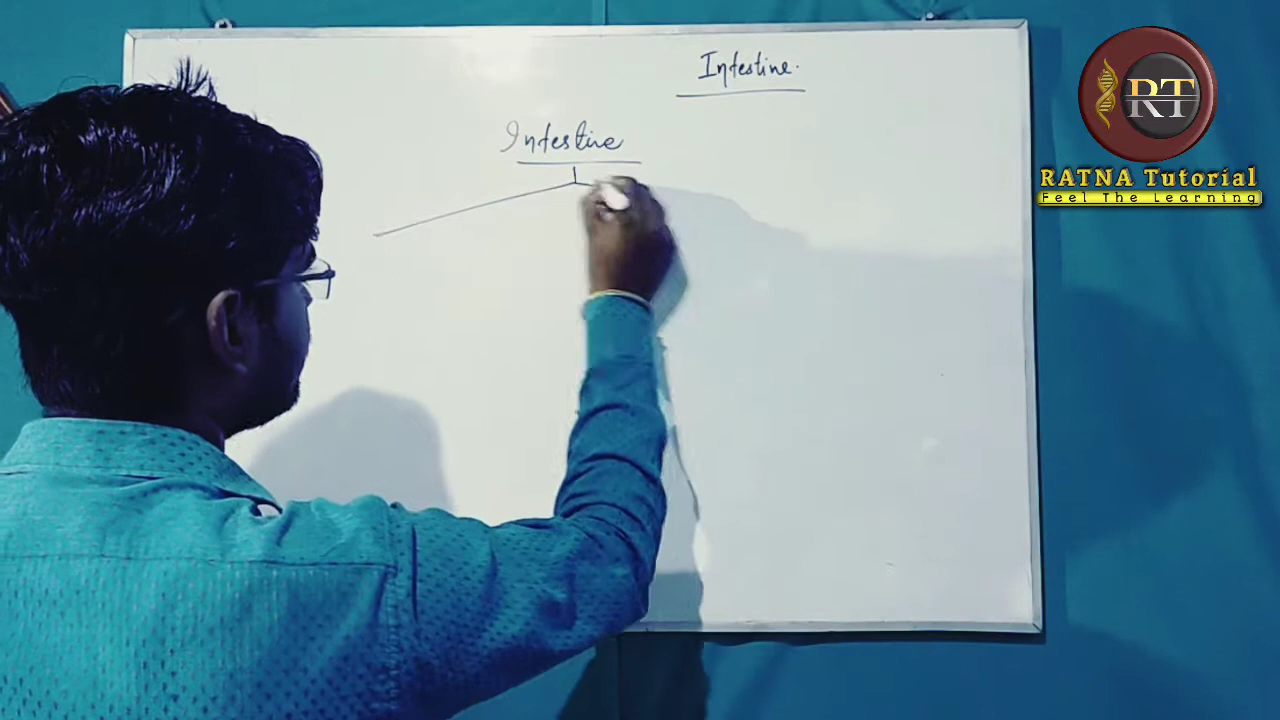 Intestine.
Intestine
RT
RATNA Tutorial
Feel The Learning